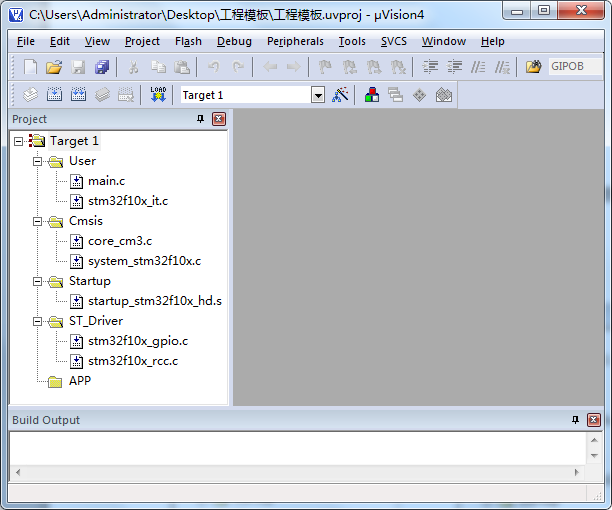 C:\Users\Administrator\Desktop\工程模板\工程模板.uvproj - µVision4
File Edit View Project Flash Debug Peripherals Tools SVCS Window Help
GIPOB
LOAD Target 1
Project
Target 1
User
main.c
stm32f10x_it.c
Cmsis
core_cm3.c
system_stm32f10x.c
Startup
startup_stm32f10x_hd.s
ST_Driver
stm32f10x_gpio.c
stm32f10x_rcc.c
APP
Build Output